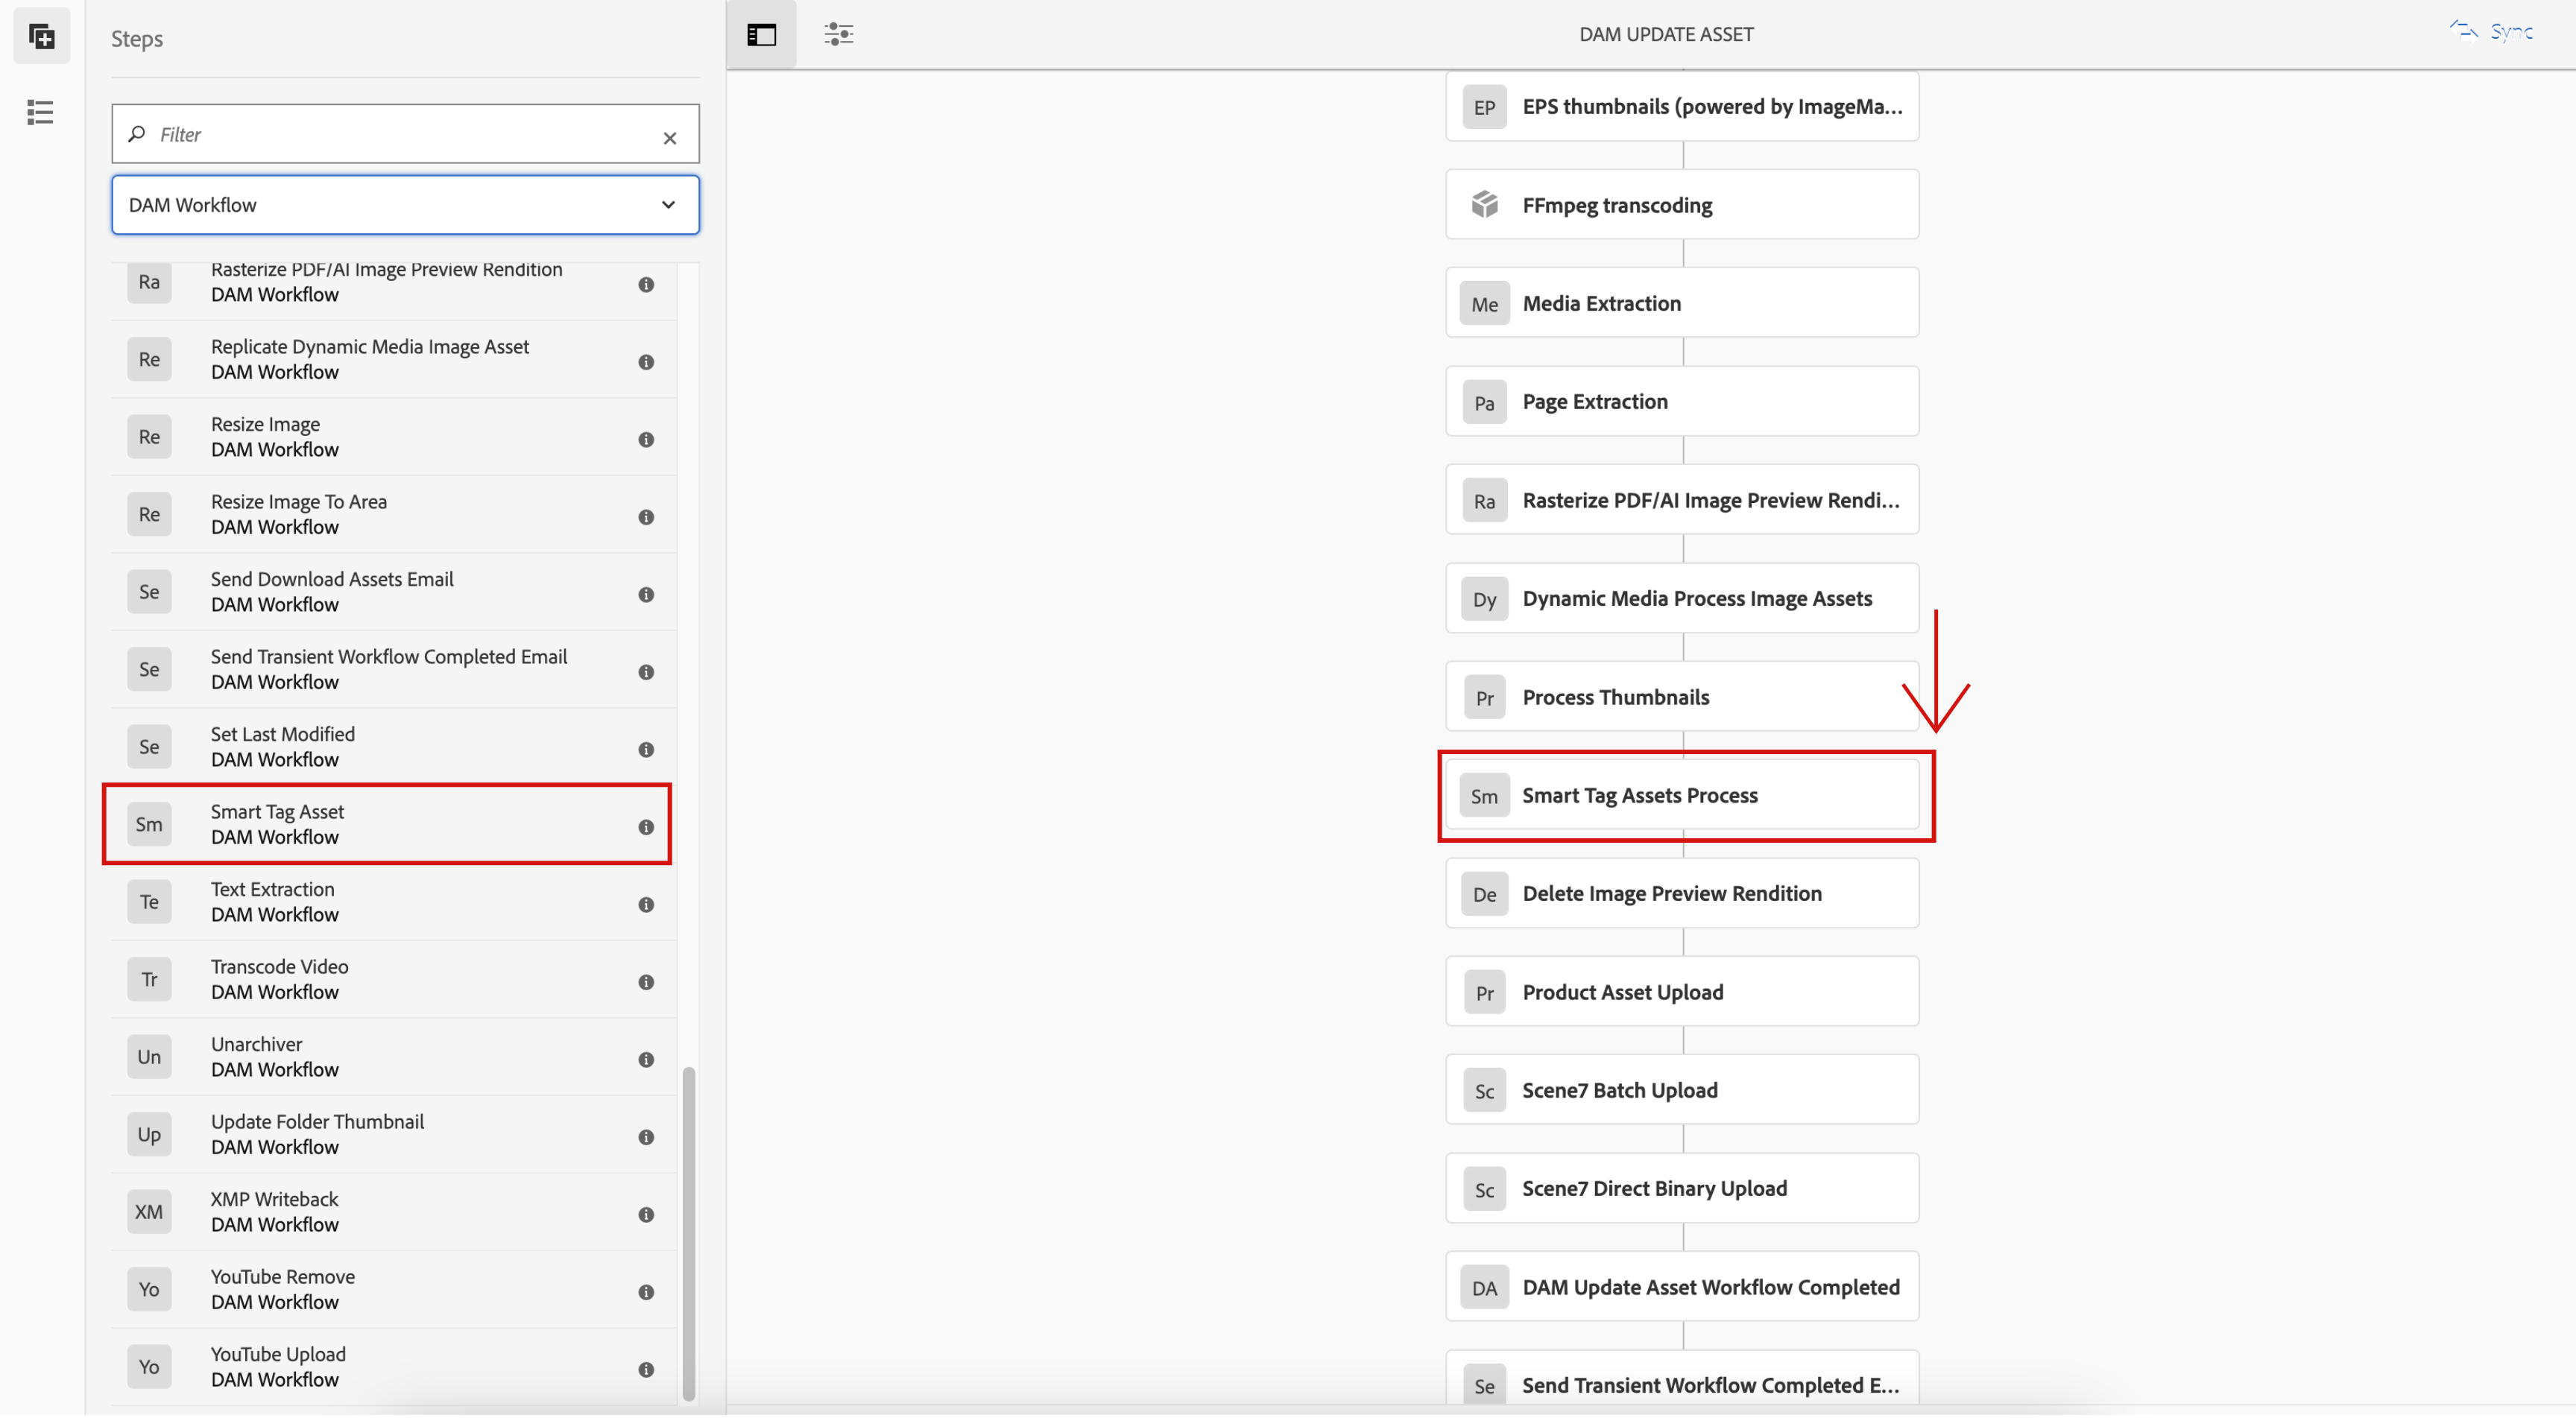 Steps
Filter
DAM Workflow
Ra
Rasterize PDF/AI Image Preview Rendition
DAM Workflow
Re
Replicate Dynamic Media Image Asset
DAM Workflow
Re
Resize Image
DAM Workflow
Re
Resize Image To Area
DAM Workflow
Se
Send Download Assets Email
DAM Workflow
Se
Send Transient Workflow Completed Email
DAM Workflow
Se
Set Last Modified
DAM Workflow
Sm
Smart Tag Asset
DAM Workflow
Te
Text Extraction
DAM Workflow
Tr
Transcode Video
DAM Workflow
Un
Unarchiver
DAM Workflow
Up
Update Folder Thumbnail
DAM Workflow
XM
XMP Writeback
DAM Workflow
Yo
YouTube Remove
DAM Workflow
Yo
YouTube Upload
DAM Workflow
DAM UPDATE ASSET
Sync
EP EPS thumbnails (powered by ImageMa...
FFmpeg transcoding
Me Media Extraction
Pa Page Extraction
Ra Rasterize PDF/AI Image Preview Rendi...
Dy Dynamic Media Process Image Assets
Pr Process Thumbnails
Sm Smart Tag Assets Process
De Delete Image Preview Rendition
Pr Product Asset Upload
Sc Scene7 Batch Upload
Sc Scene7 Direct Binary Upload
DA DAM Update Asset Workflow Completed
Se Send Transient Workflow Completed E...